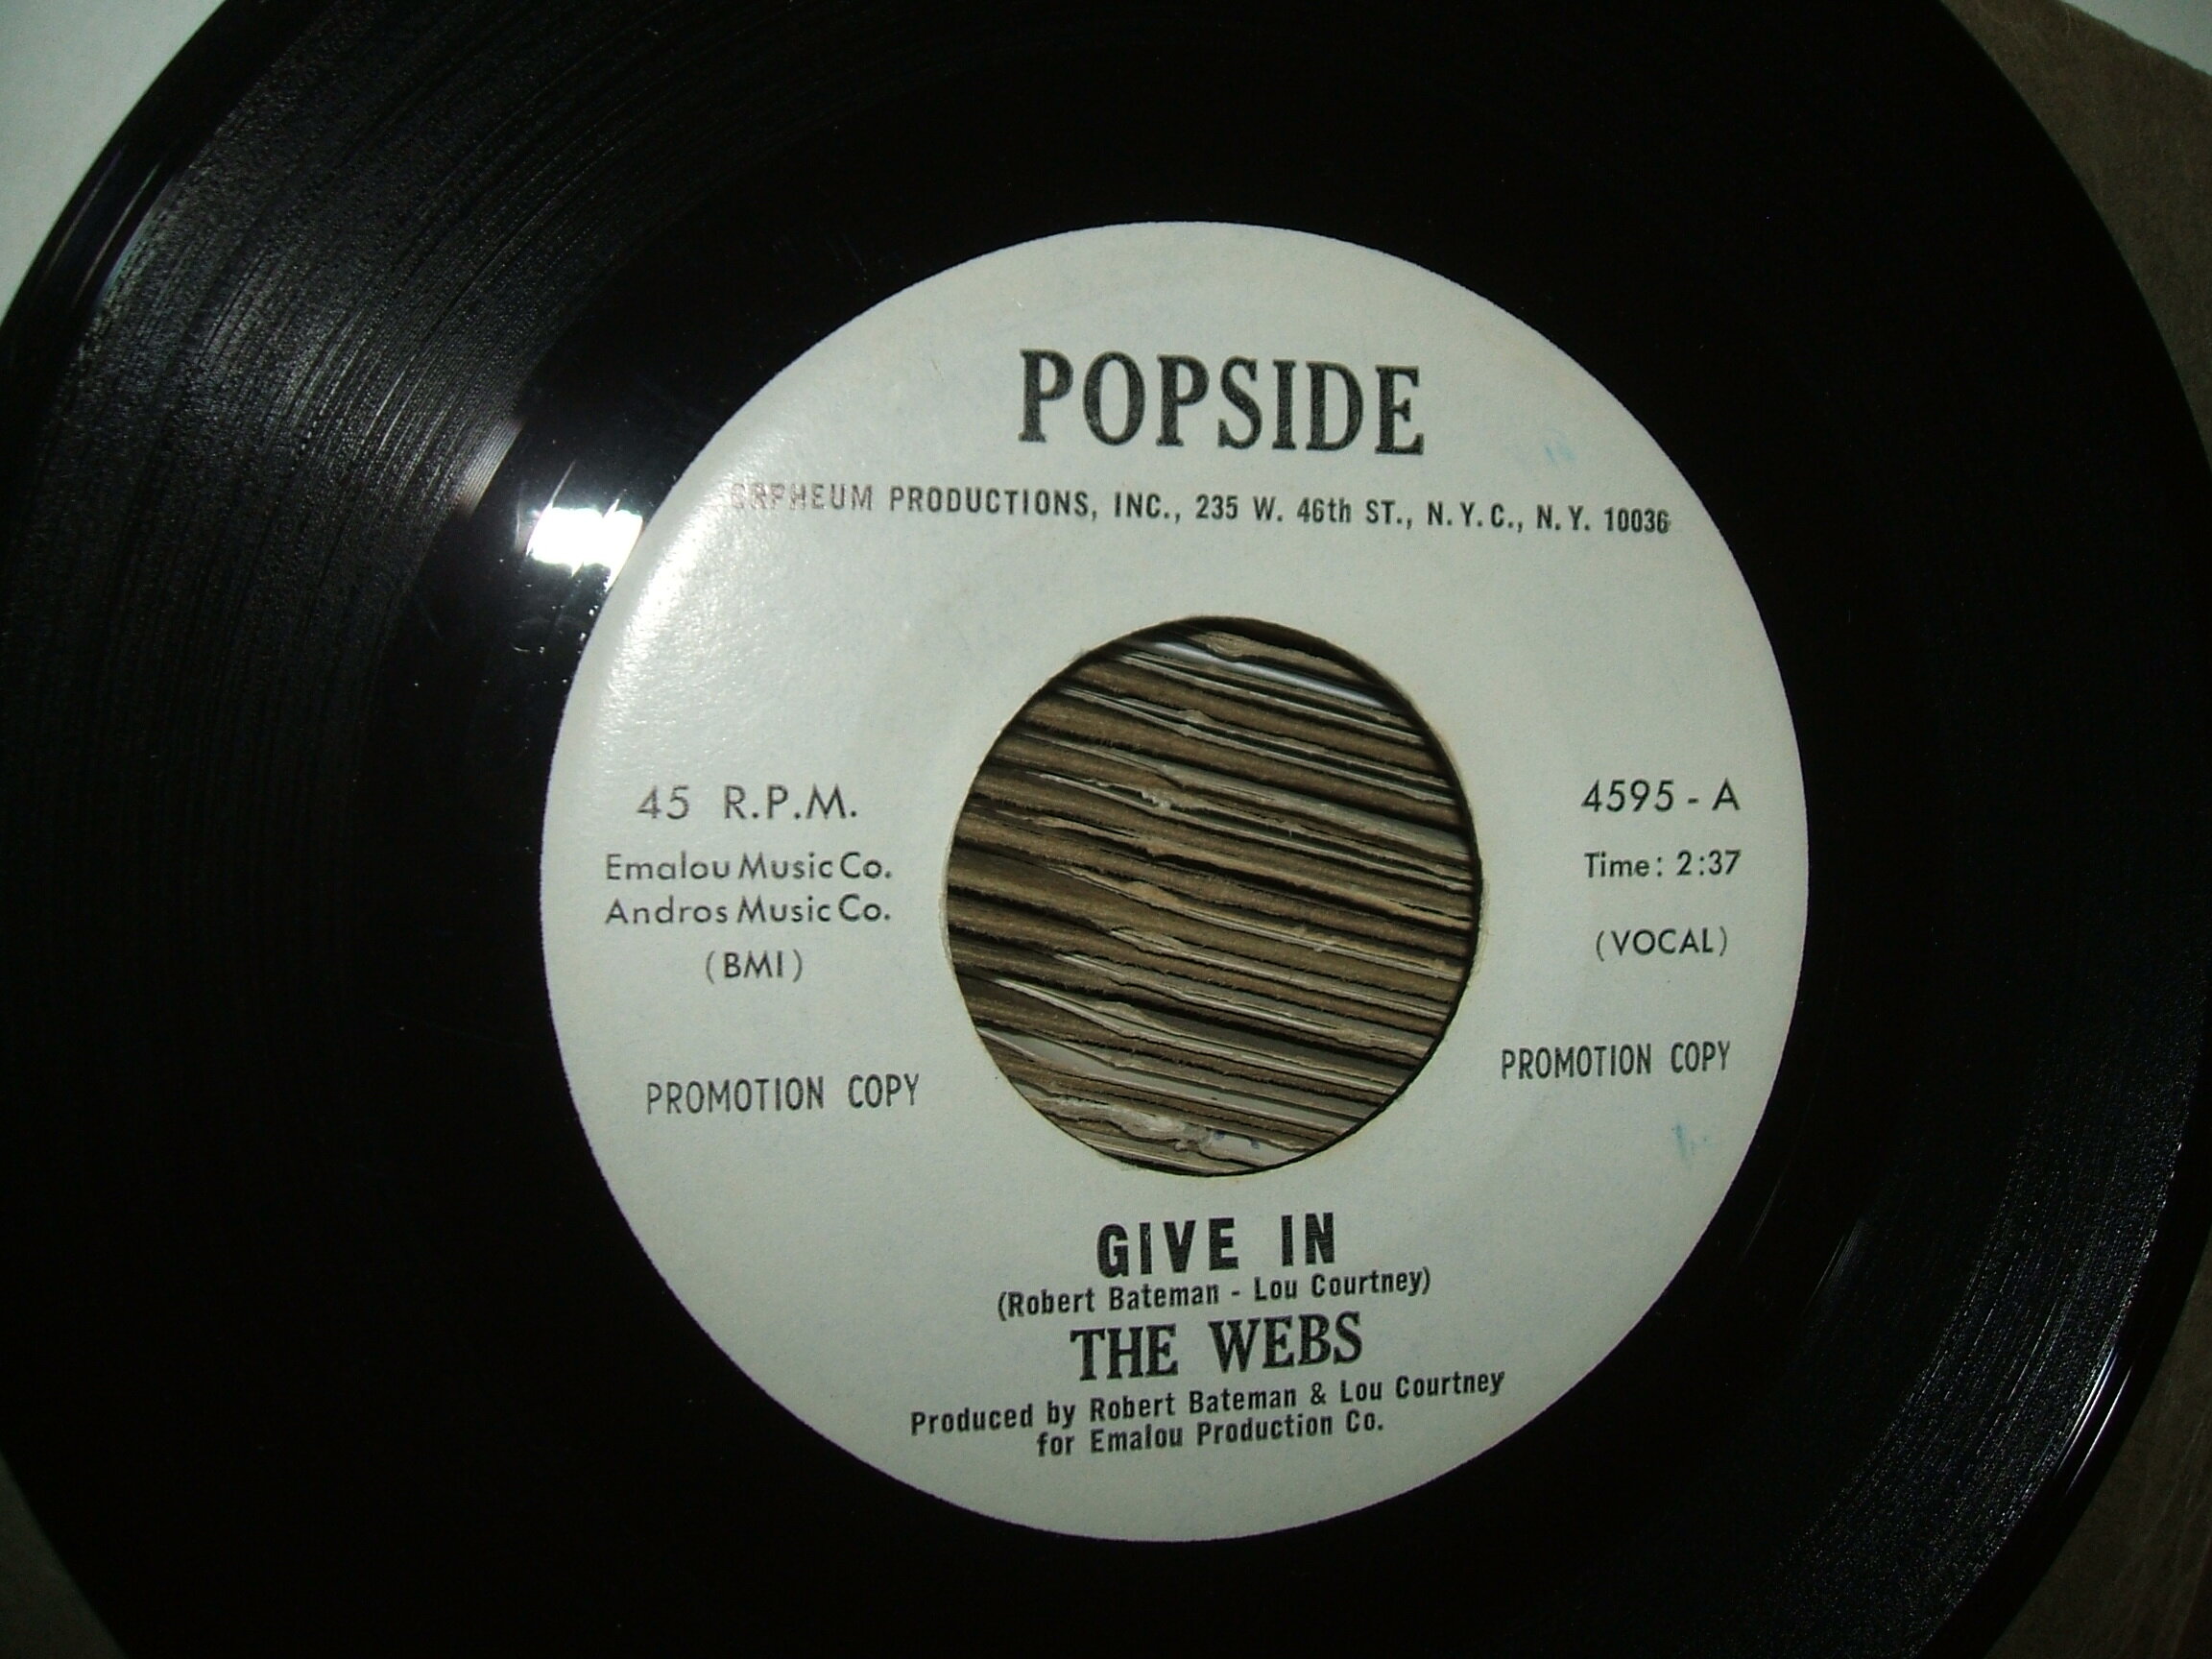 POPSIDE
ORPHEUM PRODUCTIONS, INC., 235 W. 46th ST., N.Y.C., N.Y. 10036
45 R.P.M.
Emalou Music Co.
Andros Music Co.
(BMI)
PROMOTION COPY
4595 - A
Time: 2:37
(VOCAL)
PROMOTION COPY
GIVE IN
(Robert Bateman - Lou Courtney)
THE WEBS
Produced by Robert Bateman & Lou Courtney
for Emalou Production Co.